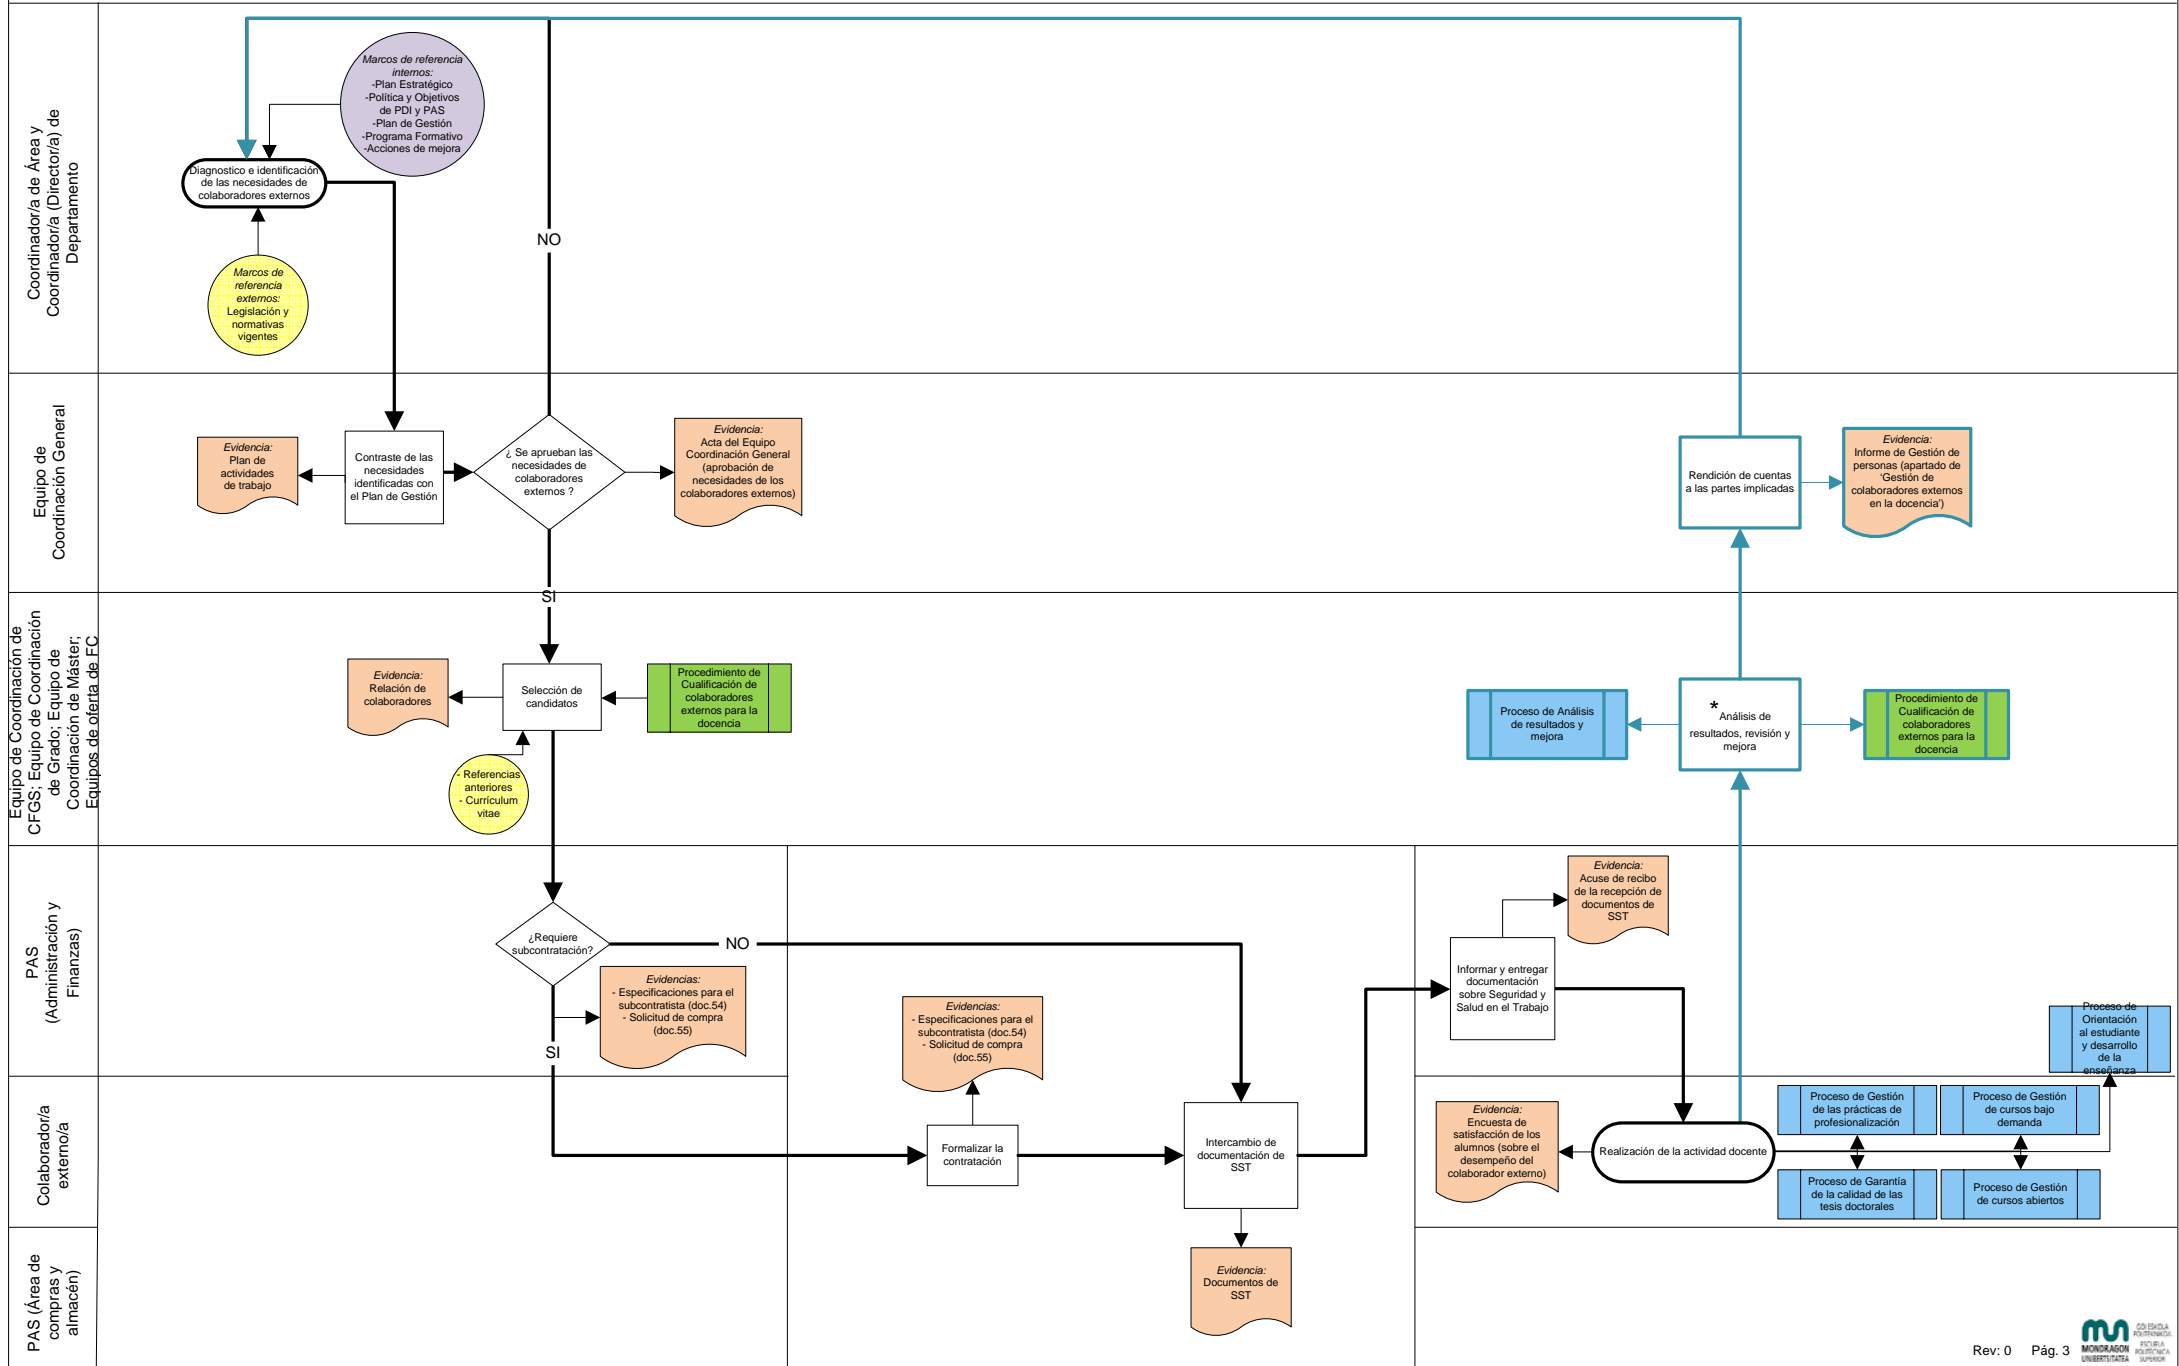 Coordinador/a de Área y
Coordinador/a (Director/a) de
Departamento
Marcos de referencia
internos:
-Plan Estratégico
-Política y Objetivos
de PDI y PAS
-Plan de Gestión
-Programa Formativo
-Acciones de mejora
Diagnostico e identificación
de las necesidades de
colaboradores externos
Marcos de
referencia
externos:
Legislación y
normativas
vigentes
NO
Equipo de
Coordinación General
Evidencia:
Plan de
actividades
de trabajo
Contraste de las
necesidades
identificadas con
el Plan de Gestión
¿ Se aprueban las
necesidades de
colaboradores
externos ?
Evidencia:
Acta del Equipo
Coordinación General
(aprobación de
necesidades de los
colaboradores externos)
Rendición de cuentas
a las partes implicadas
Evidencia:
Informe de Gestión de
personas (apartado de
‘Gestión de
colaboradores externos
en la docencia’)
SI
Equipo de Coordinación de
CFGS; Equipo de Coordinación
de Grado; Equipo de
Coordinación de Máster;
Equipos de oferta de FC
Evidencia:
Relación de
colaboradores
Selección de
candidatos
Procedimiento de
Cualificación de
colaboradores
externos para la
docencia
- Referencias
anteriores
- Currículum
vitae
Proceso de Análisis
de resultados y
mejora
*
Análisis de
resultados, revisión y
mejora
Procedimiento de
Cualificación de
colaboradores
externos para la
docencia
PAS
(Administración y
Finanzas)
¿Requiere
subcontratación?
NO
Evidencias:
- Especificaciones para el
subcontratista (doc.54)
- Solicitud de compra
(doc.55)
SI
Evidencias:
- Especificaciones para el
subcontratista (doc.54)
- Solicitud de compra
(doc.55)
Evidencia:
Acuse de recibo
de la recepción de
documentos de
SST
Informar y entregar
documentación
sobre Seguridad y
Salud en el Trabajo
Proceso de
Orientación
al estudiante
y desarrollo
de la
enseñanza
Colaborador/a
externo/a
Formalizar la
contratación
Intercambio de
documentación de
SST
Evidencia:
Encuesta de
satisfacción de los
alumnos (sobre el
desempeño del
colaborador externo)
Realización de la actividad docente
Proceso de Gestión
de las prácticas de
profesionalización
Proceso de Gestión
de cursos bajo
demanda
Proceso de Garantía
de la calidad de las
tesis doctorales
Proceso de Gestión
de cursos abiertos
PAS (Área de
compras y
almacén)
Evidencia:
Documentos de
SST
Rev: 0 Pág. 3
MONDRAGON
UNIBERTSITATEA
GOI ESKOLA
POLITEKNIKOA
ESCUELA
POLITÉCNICA
SUPERIOR